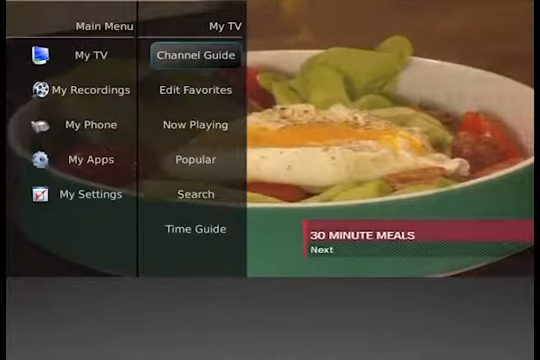 Main Menu
My TV
My Recordings
My Phone
My Apps
My Settings
My TV
Channel Guide
Edit Favorites
Now Playing
Popular
Search
Time Guide
30 MINUTE MEALS
Next